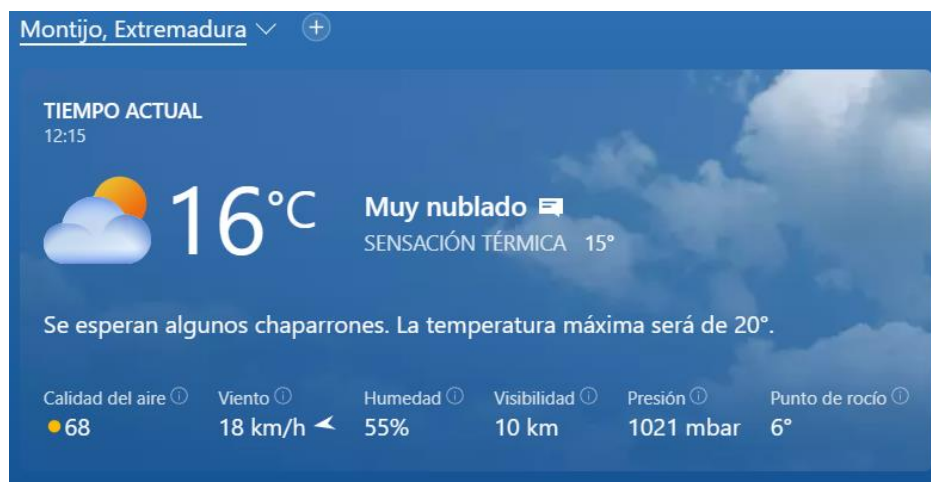 Montijo, Extremadura
TIEMPO ACTUAL
12:15
16°C
Muy nublado
SENSACIÓN TÉRMICA 15°
Se esperan algunos chaparrones. La temperatura máxima será de 20°.
Calidad del aire Viento Humedad Visibilidad Presión Punto de rocío
68 18 km/h 55% 10 km 1021 mbar 6°